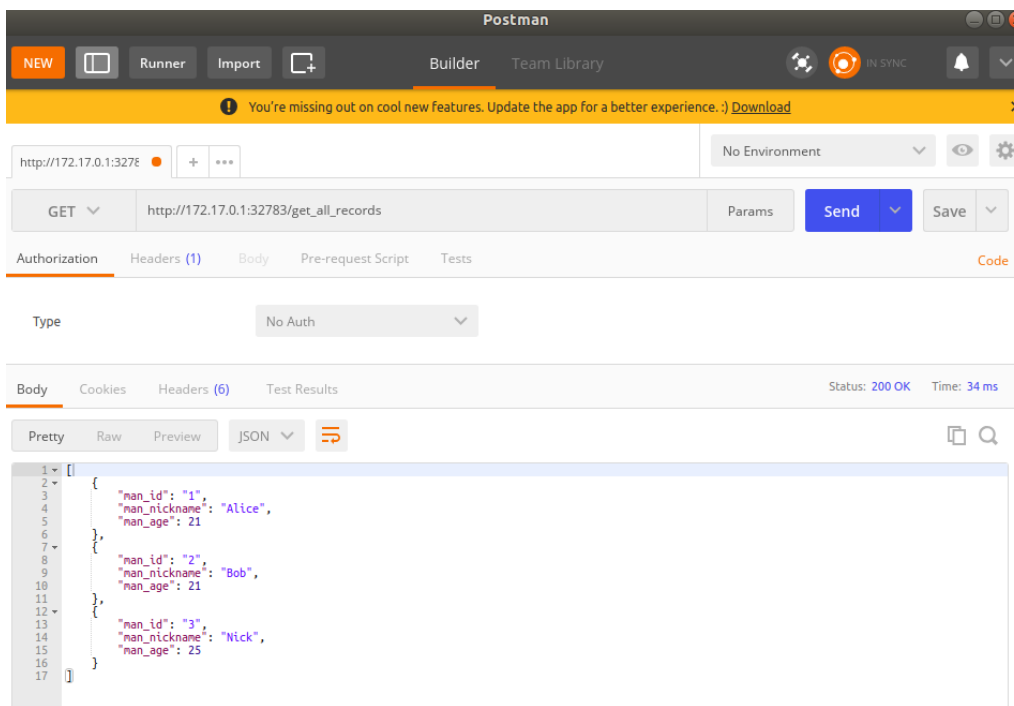 Postman
NEW Runner Import Builder Team Library IN SYNC
You're missing out on cool new features. Update the app for a better experience. :) Download
http://172.17.0.1:3278 + ••• No Environment
GET http://172.17.0.1:32783/get_all_records Params Send Save
Authorization Headers (1) Body Pre-request Script Tests Code
Type No Auth
Body Cookies Headers (6) Test Results Status: 200 OK Time: 34 ms
Pretty Raw Preview JSON
1 [
2 {
3 "man_id": "1",
4 "man_nickname": "Alice",
5 "man_age": 21
6 },
7 {
8 "man_id": "2",
9 "man_nickname": "Bob",
10 "man_age": 21
11 },
12 {
13 "man_id": "3",
14 "man_nickname": "Nick",
15 "man_age": 25
16 }
17 ]